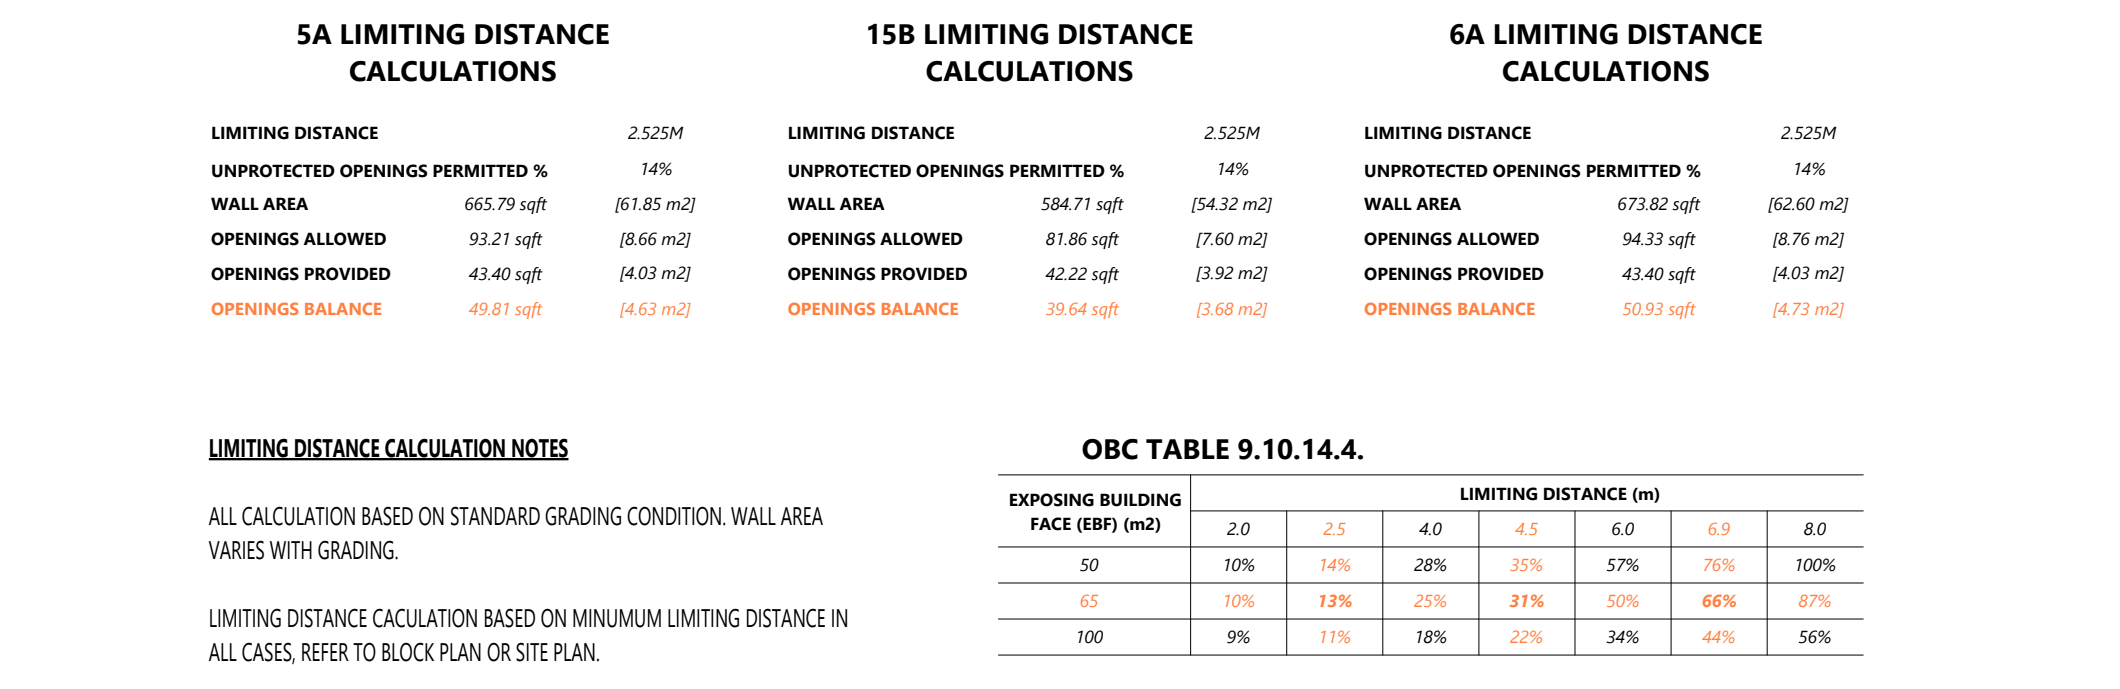 5A LIMITING DISTANCE
CALCULATIONS
LIMITING DISTANCE 2.525M
UNPROTECTED OPENINGS PERMITTED % 14%
WALL AREA 665.79 sqft [61.85 m2]
OPENINGS ALLOWED 93.21 sqft [8.66 m2]
OPENINGS PROVIDED 43.40 sqft [4.03 m2]
OPENINGS BALANCE 49.81 sqft [4.63 m2]
15B LIMITING DISTANCE
CALCULATIONS
LIMITING DISTANCE 2.525M
UNPROTECTED OPENINGS PERMITTED % 14%
WALL AREA 584.71 sqft [54.32 m2]
OPENINGS ALLOWED 81.86 sqft [7.60 m2]
OPENINGS PROVIDED 42.22 sqft [3.92 m2]
OPENINGS BALANCE 39.64 sqft [3.68 m2]
6A LIMITING DISTANCE
CALCULATIONS
LIMITING DISTANCE 2.525M
UNPROTECTED OPENINGS PERMITTED % 14%
WALL AREA 673.82 sqft [62.60 m2]
OPENINGS ALLOWED 94.33 sqft [8.76 m2]
OPENINGS PROVIDED 43.40 sqft [4.03 m2]
OPENINGS BALANCE 50.93 sqft [4.73 m2]
LIMITING DISTANCE CALCULATION NOTES
ALL CALCULATION BASED ON STANDARD GRADING CONDITION. WALL AREA
VARIES WITH GRADING.
LIMITING DISTANCE CACULATION BASED ON MINUMUM LIMITING DISTANCE IN
ALL CASES, REFER TO BLOCK PLAN OR SITE PLAN.
OBC TABLE 9.10.14.4.
EXPOSING BUILDING
FACE (EBF) (m2)
LIMITING DISTANCE (m)
2.0 2.5 4.0 4.5 6.0 6.9 8.0
50 10% 14% 28% 35% 57% 76% 100%
65 10% 13% 25% 31% 50% 66% 87%
100 9% 11% 18% 22% 34% 44% 56%